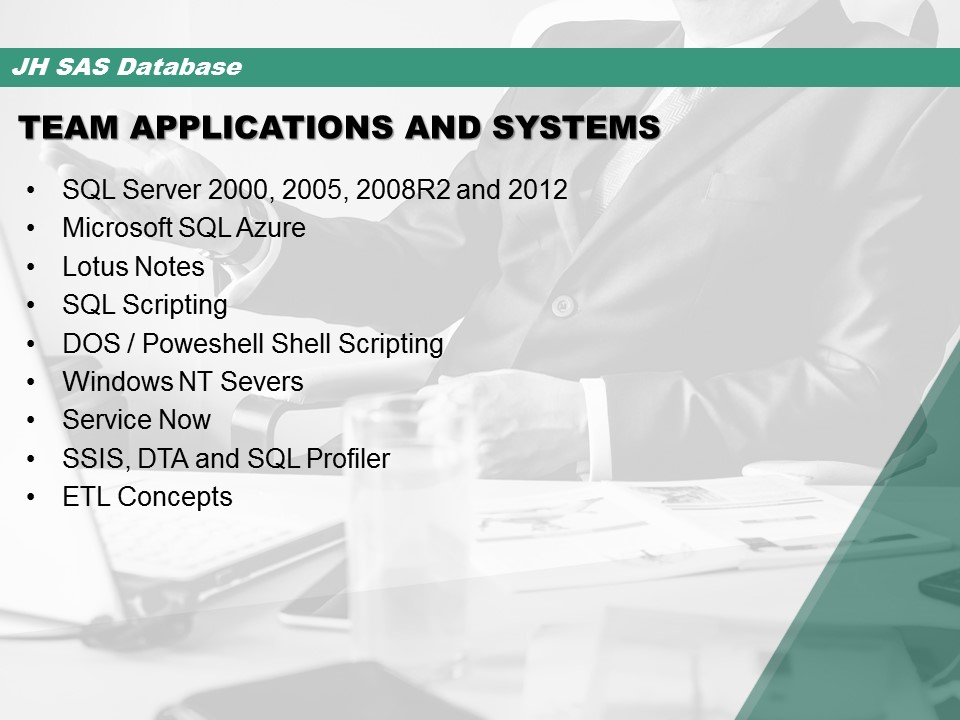 JH SAS Database
TEAM APPLICATIONS AND SYSTEMS
• SQL Server 2000, 2005, 2008R2 and 2012
• Microsoft SQL Azure
• Lotus Notes
• SQL Scripting
• DOS / Poweshell Shell Scripting
• Windows NT Severs
• Service Now
• SSIS, DTA and SQL Profiler
• ETL Concepts